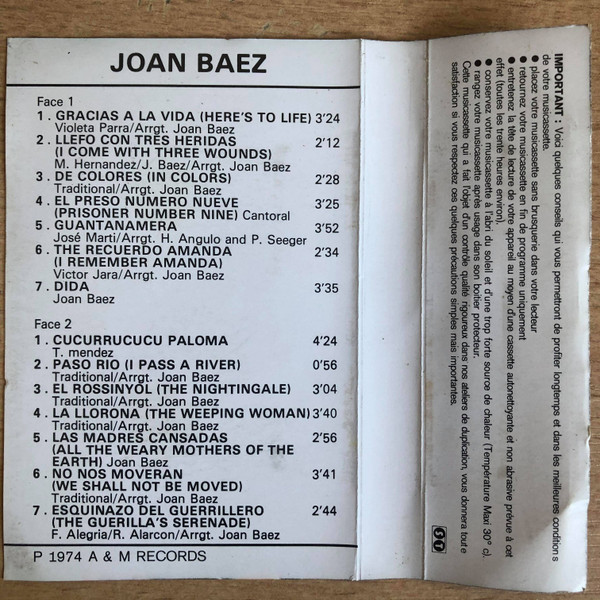 JOAN BAEZ
Face 1
1. GRACIAS A LA VIDA (HERE'S TO LIFE) 3'24
Violeta Parra/Arrgt. Joan Baez
2. LLEFO CON TRES HERIDAS 2'12
(I COME WITH THREE WOUNDS)
M. Hernandez/J. Baez/Arrgt. Joan Baez
3. DE COLORES (IN COLORS) 2'28
Traditional/Arrgt. Joan Baez
4. EL PRESO NUMERO NUEVE 3'25
(PRISONER NUMBER NINE) Cantoral
5. GUANTANAMERA 3'52
José Marti/Arrgt. H. Angulo and P. Seeger
6. THE RECUERDO AMANDA 2'34
(I REMEMBER AMANDA)
Victor Jara/Arrgt. Joan Baez
7. DIDA 3'35
Joan Baez
Face 2
1. CUCURRUCUCU PALOMA 4'24
T. mendez
2. PASO RIO (I PASS A RIVER) 0'56
Traditional/Arrgt. Joan Baez
3. EL ROSSINYOL (THE NIGHTINGALE) 3'04
Traditional/Arrgt. Joan Baez
4. LA LLORONA (THE WEEPING WOMAN) 3'40
Traditional/Arrgt. Joan Baez
5. LAS MADRES CANSADAS 2'56
(ALL THE WEARY MOTHERS OF THE
EARTH) Joan Baez
6. NO NOS MOVERAN 3'41
(WE SHALL NOT BE MOVED)
Traditional/Arrgt. Joan Baez
7. ESQUINAZO DEL GUERRILLERO 2'44
(THE GUERILLA'S SERENADE)
F. Alegria/R. Alarcon/Arrgt. Joan Baez
P 1974 A & M RECORDS
IMPORTANT : Voici quelques conseils qui vous permettront de profiter longtemps et dans les meilleures conditions
de votre musicassette.
● placez votre musicassette sans brusquerie dans votre lecteur
● retournez votre musicassette en fin de programme uniquement
● entretenez la tête de lecture de votre appareil au moyen d'une cassette autonettoyante et non abrasive prévue à cet
effet (toutes les trente heures environ).
● conservez votre musicassette à l'abri du soleil et d'une trop forte source de chaleur (Température Maxi 30° c).
● rangez votre musicassette après usage dans son boitier protecteur.
Cette musicassette qui a fait l'objet d'un contrôle qualité rigoureux dans nos ateliers de duplication, vous donnera toute
satisfaction si vous respectez ces quelques précautions simples mais importantes.